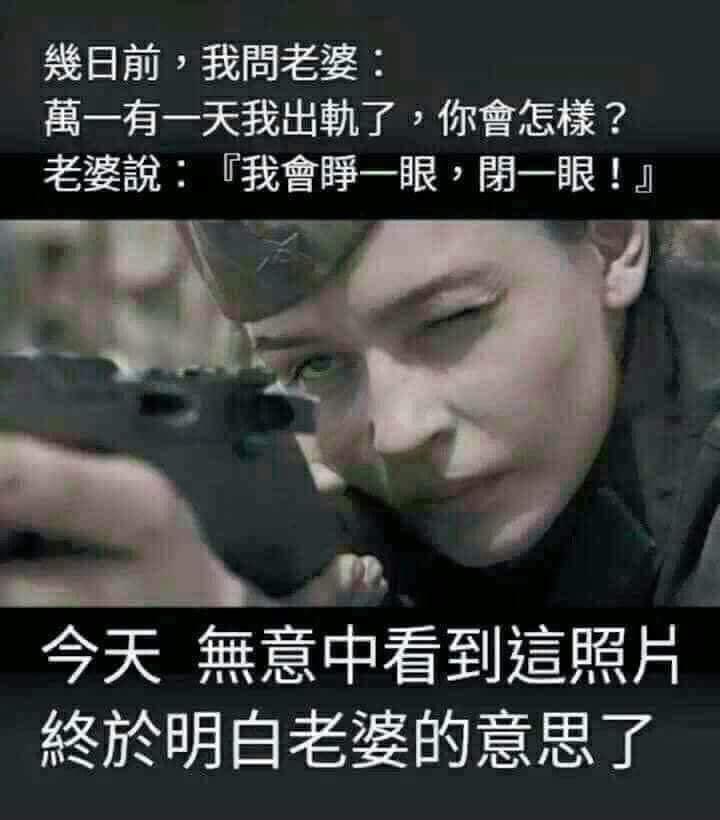 幾日前，我問老婆：
萬一有一天我出軌了，你會怎樣？
老婆說：『我會睜一眼，閉一眼！』
今天 無意中看到這照片
終於明白老婆的意思了